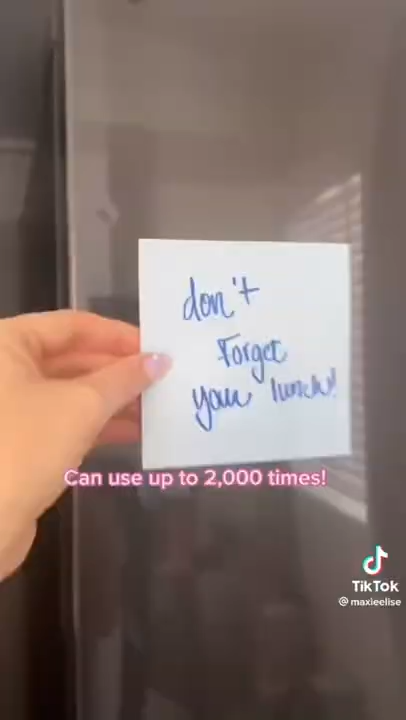 don't
Forget
your lunch!
Can use up to 2,000 times!
TikTok
@maxieelise